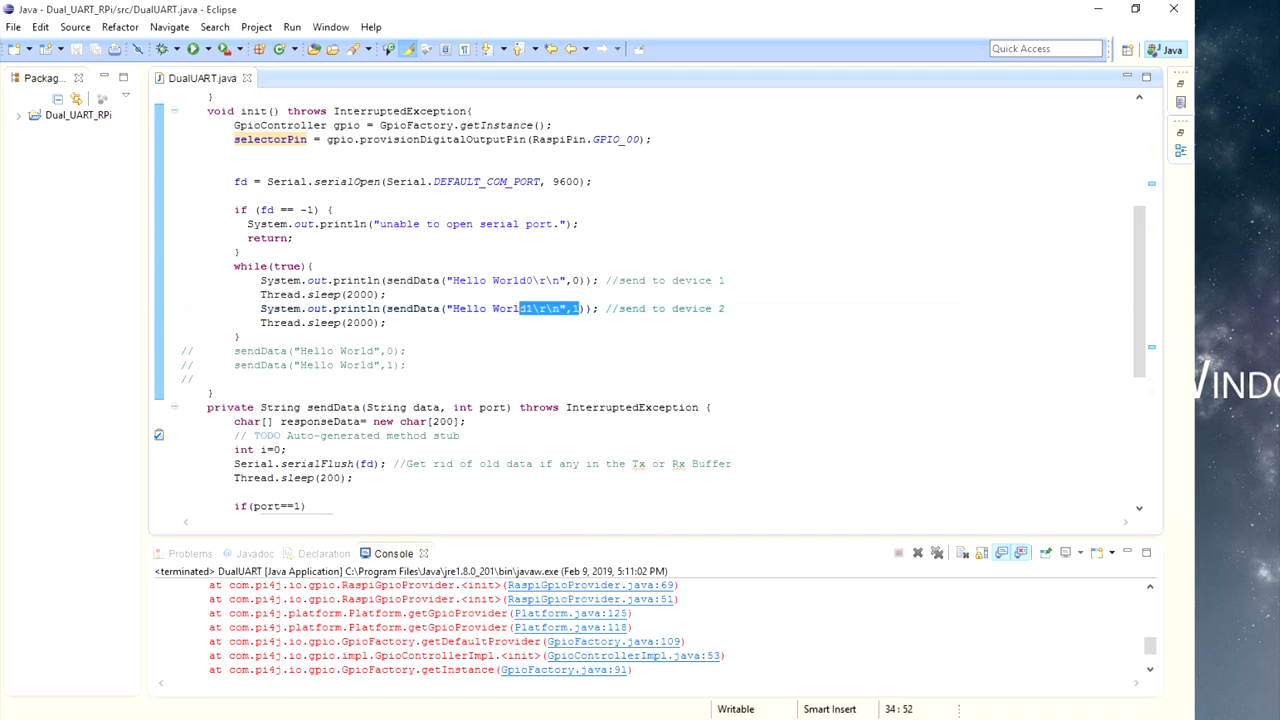 Java - Dual_UART_RPi/src/DualUART.java - Eclipse
File Edit Source Refactor Navigate Search Project Run Window Help
Quick Access
Java
Packag...
DualUART.java
Dual_UART_RPi
}
void init() throws InterruptedException{
GpioController gpio = GpioFactory.getInstance();
selectorPin = gpio.provisionDigitalOutputPin(RaspiPin.GPIO_00);
fd = Serial.serialOpen(Serial.DEFAULT_COM_PORT, 9600);
if (fd == -1) {
System.out.println("unable to open serial port.");
return;
}
while(true){
System.out.println(sendData("Hello World0\r\n",0)); //send to device 1
Thread.sleep(2000);
System.out.println(sendData("Hello World1\r\n",1)); //send to device 2
Thread.sleep(2000);
}
// sendData("Hello World",0);
// sendData("Hello World",1);
//
}
private String sendData(String data, int port) throws InterruptedException {
char[] responseData= new char[200];
// TODO Auto-generated method stub
int i=0;
Serial.serialFlush(fd); //Get rid of old data if any in the Tx or Rx Buffer
Thread.sleep(200);
if(port==1)
WINDO
Problems Javadoc Declaration Console
<terminated> DualUART [Java Application] C:\Program Files\Java\jre1.8.0_201\bin\javaw.exe (Feb 9, 2019, 5:11:02 PM)
at com.pi4j.io.gpio.RaspiGpioProvider.<init>(RaspiGpioProvider.java:69)
at com.pi4j.io.gpio.RaspiGpioProvider.<init>(RaspiGpioProvider.java:51)
at com.pi4j.platform.Platform.getGpioProvider(Platform.java:125)
at com.pi4j.platform.Platform.getGpioProvider(Platform.java:118)
at com.pi4j.io.gpio.GpioFactory.getDefaultProvider(GpioFactory.java:109)
at com.pi4j.io.gpio.impl.GpioControllerImpl.<init>(GpioControllerImpl.java:53)
at com.pi4j.io.gpio.GpioFactory.getInstance(GpioFactory.java:91)
Writable Smart Insert 34 : 52